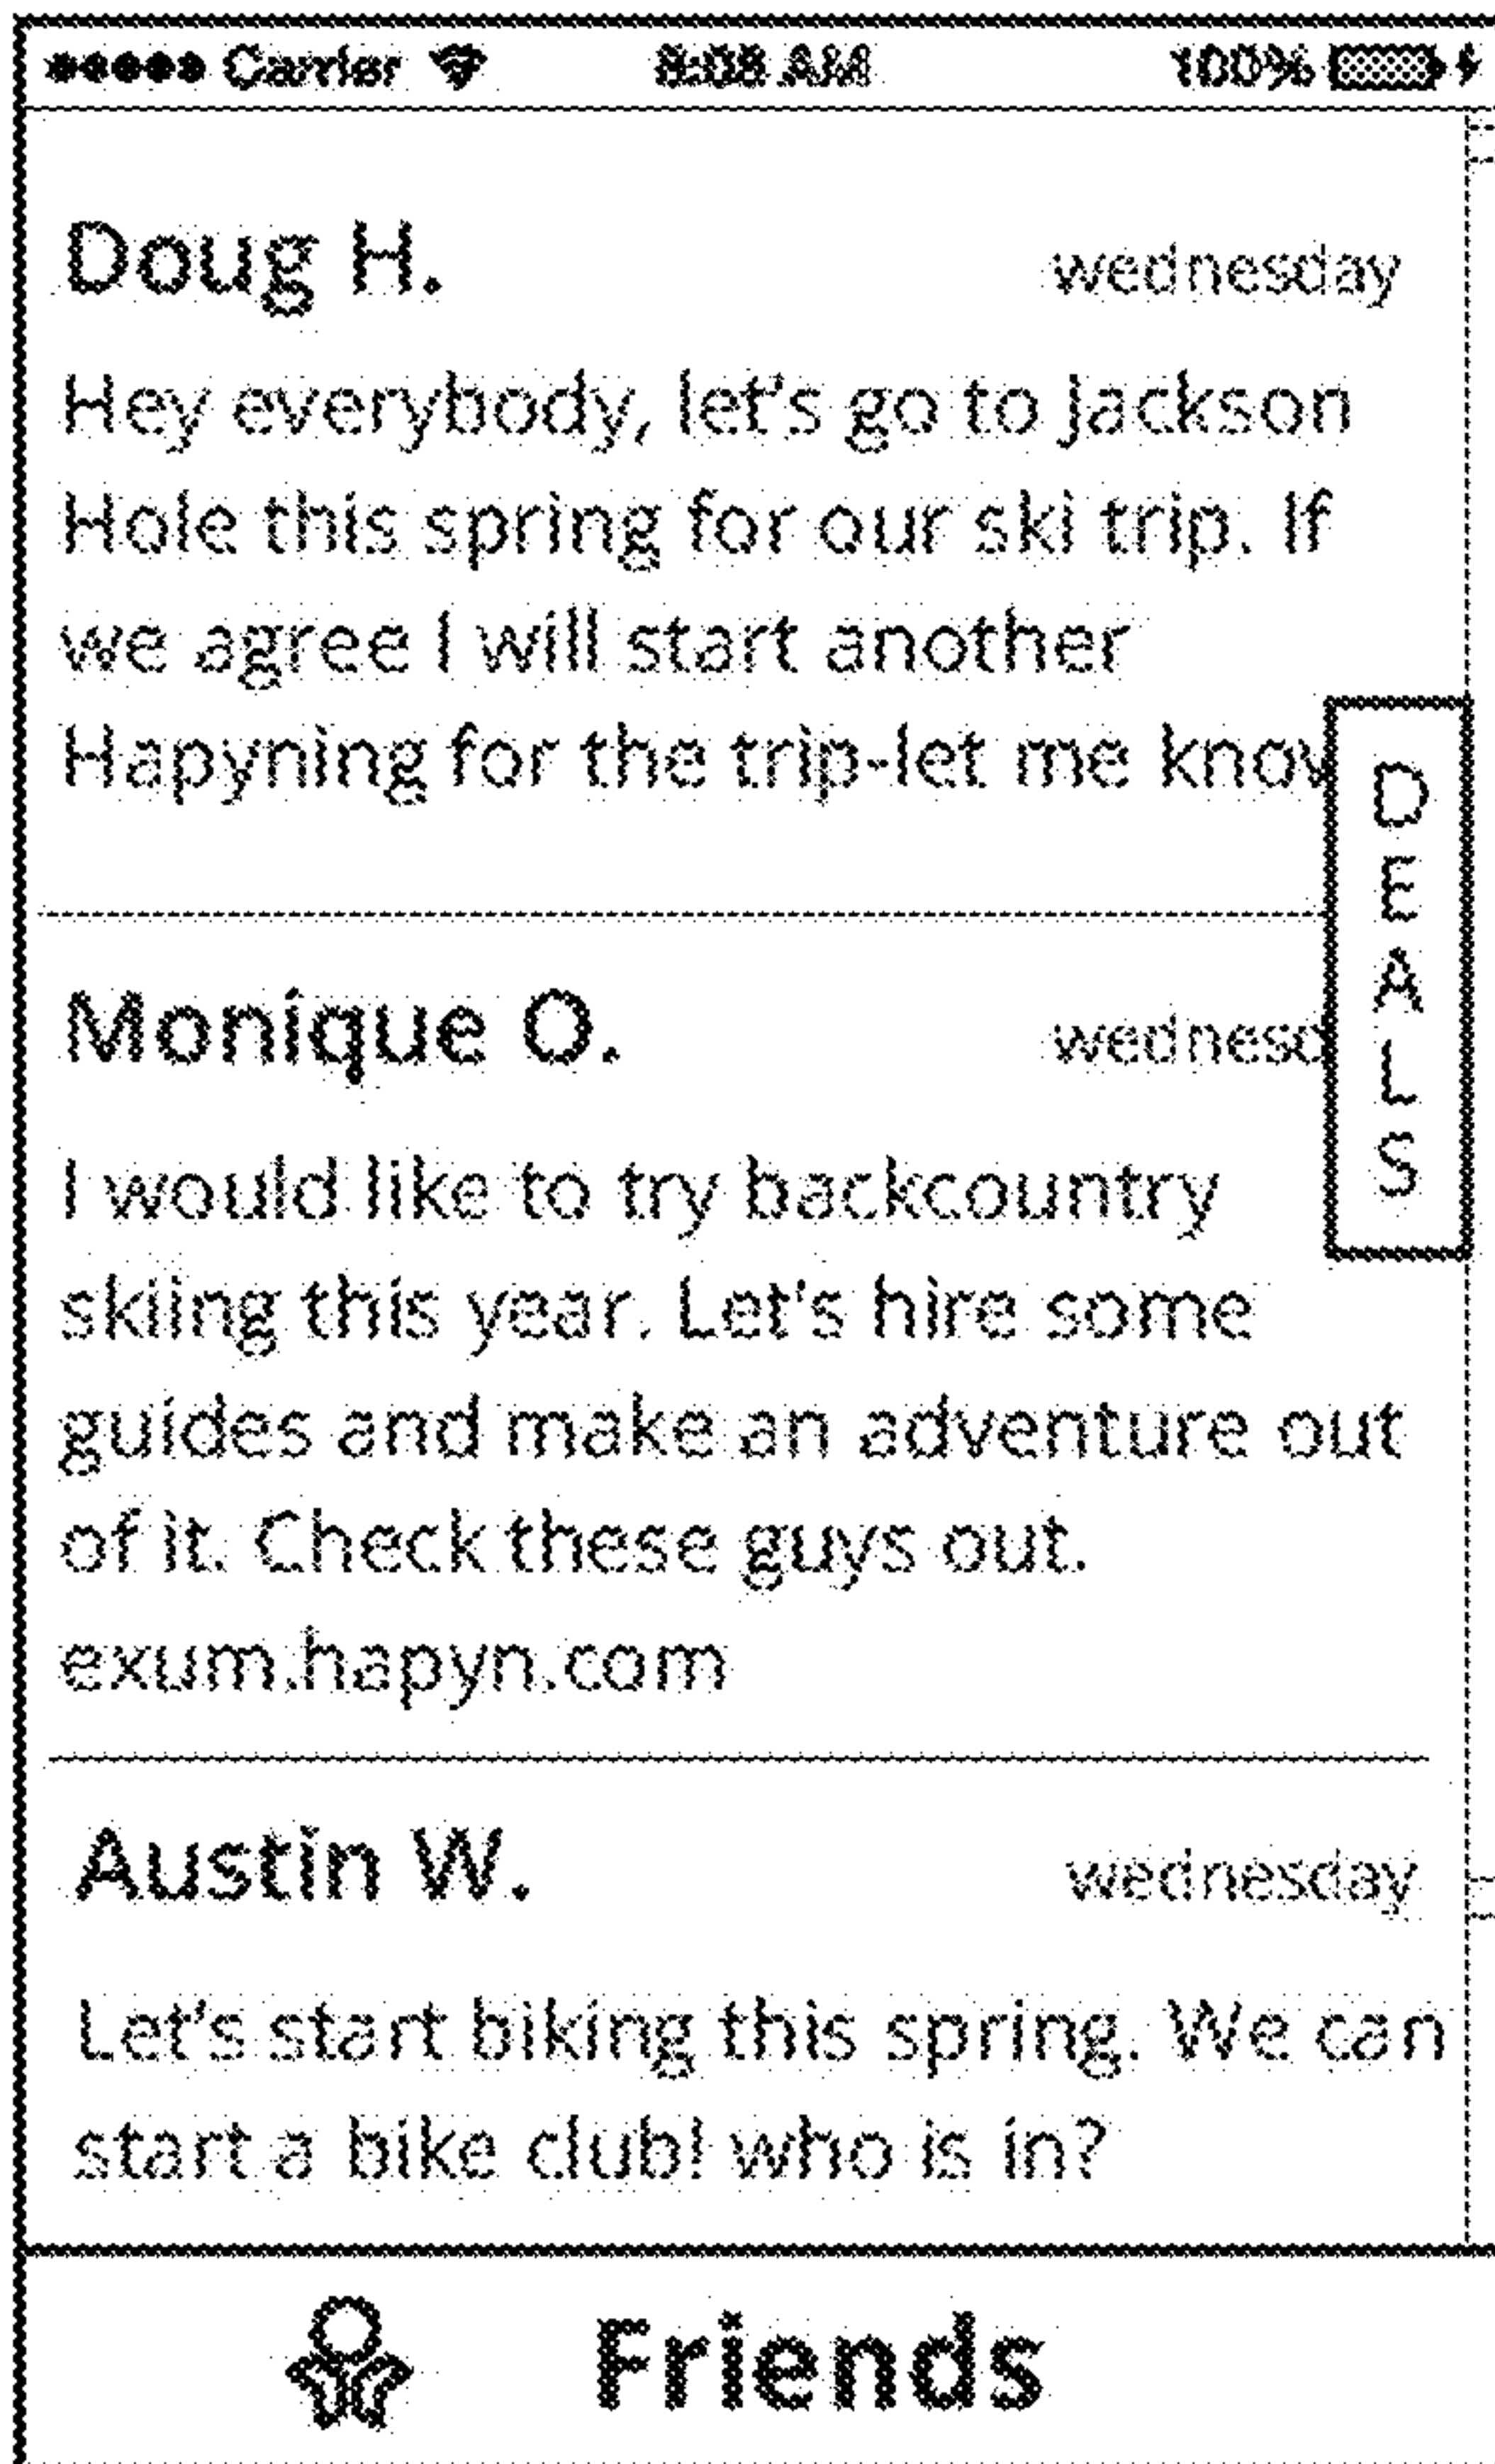 Carrier 8:08 AM 100%
Doug H. wednesday
Hey everybody, let's go to Jackson
Hole this spring for our ski trip. If
we agree I will start another
Hapyning for the trip-let me know
Monique O. wednesd
I would like to try backcountry
skiing this year. Let's hire some
guides and make an adventure out
of it. Check these guys out.
exum.hapyn.com
DEALS
Austin W. wednesday
Let's start biking this spring. We can
start a bike club! who is in?
Friends